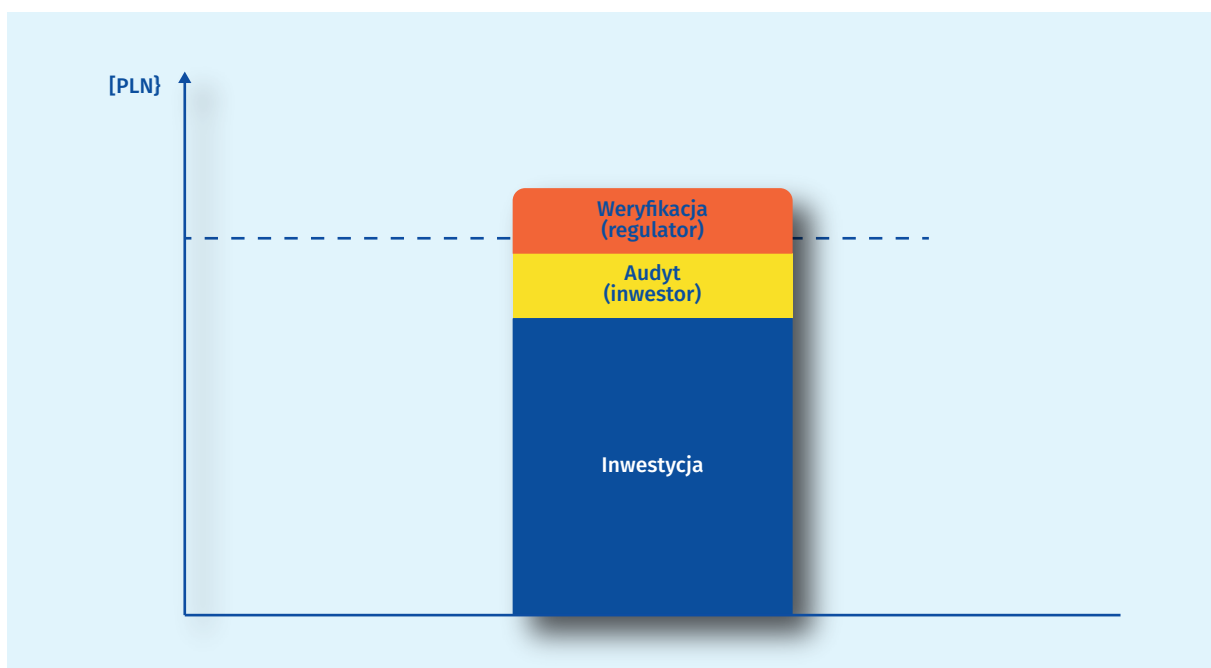 [PLN}
Weryfikacja
(regulator)
Audyt
(inwestor)
Inwestycja